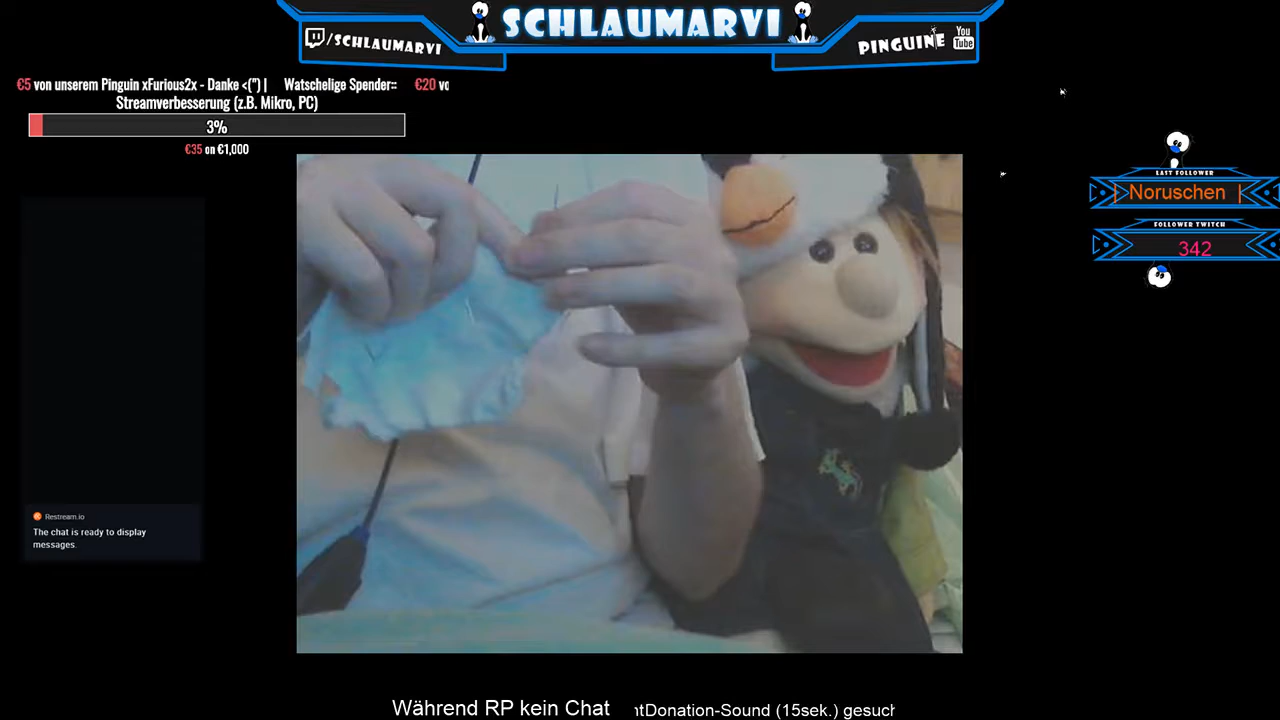 SCHLAUMARVI
/SCHLAUMARVI
PINGUINE
You
Tube
€5 von unserem Pinguin xFurious2x - Danke <(") | Watschelige Spender:: €20
Streamverbesserung (z.B. Mikro, PC)
3%
€35 on €1,000
LAST FOLLOWER
| Noruschen |
FOLLOWER TWITCH
342
Restream.io
The chat is ready to display
messages.
Während RP kein Chat
ntDonation-Sound (15sek.) gesuch